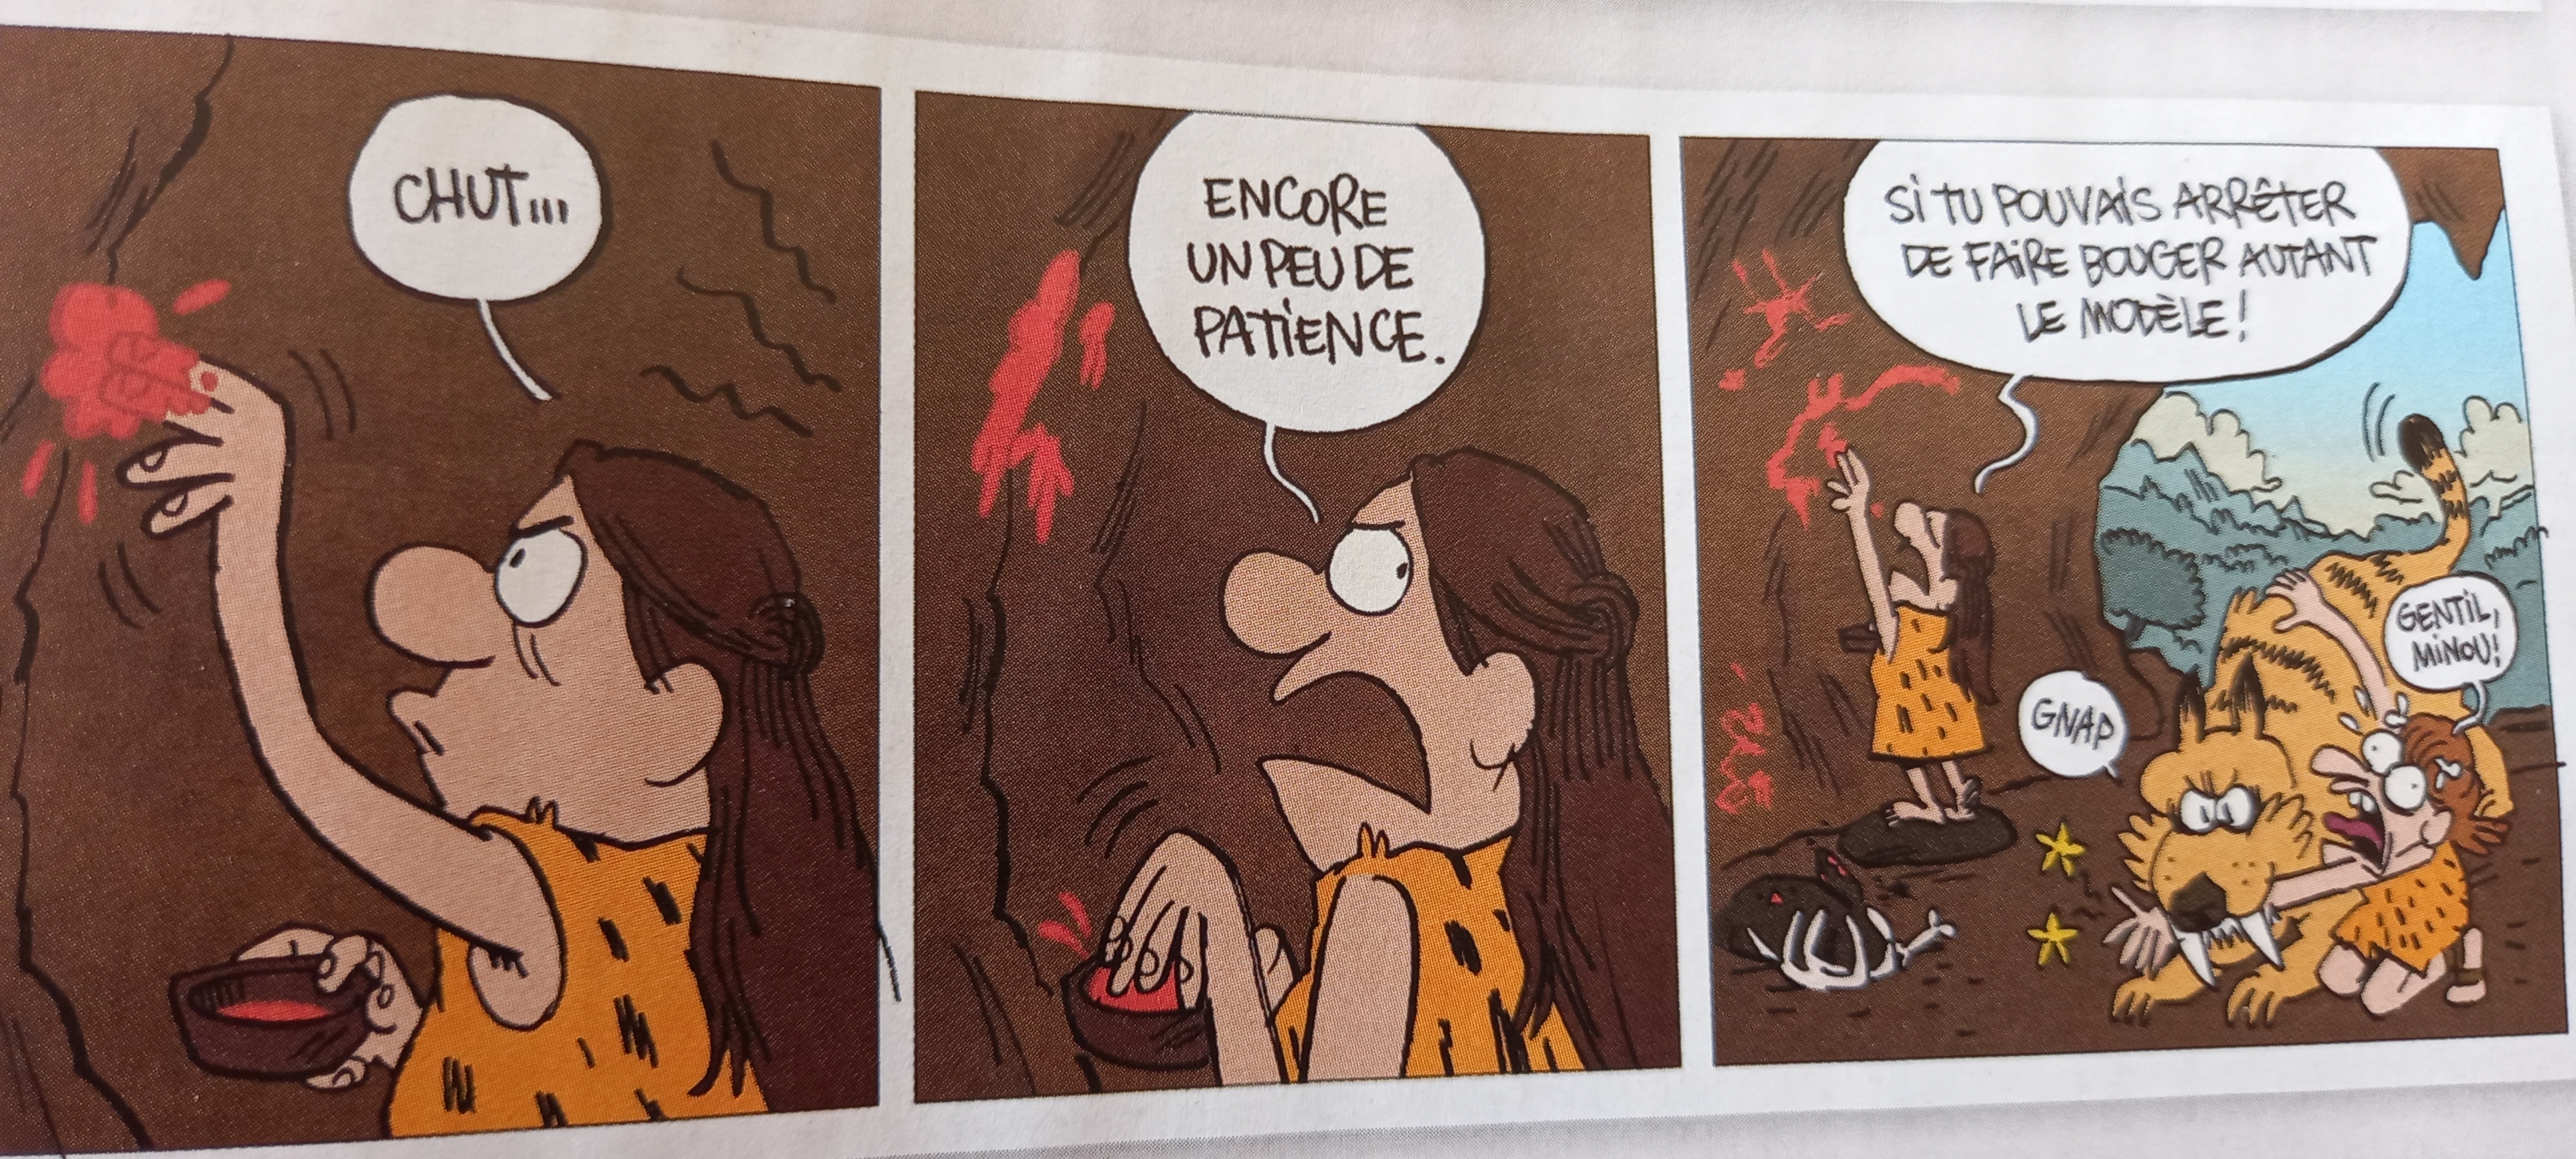 CHUT...
ENCORE
UN PEU DE
PATIENCE.
SI TU POUVAIS ARRÊTER
DE FAIRE BOUGER AUTANT
LE MODÈLE !
GNAP
GENTIL,
MINOU!